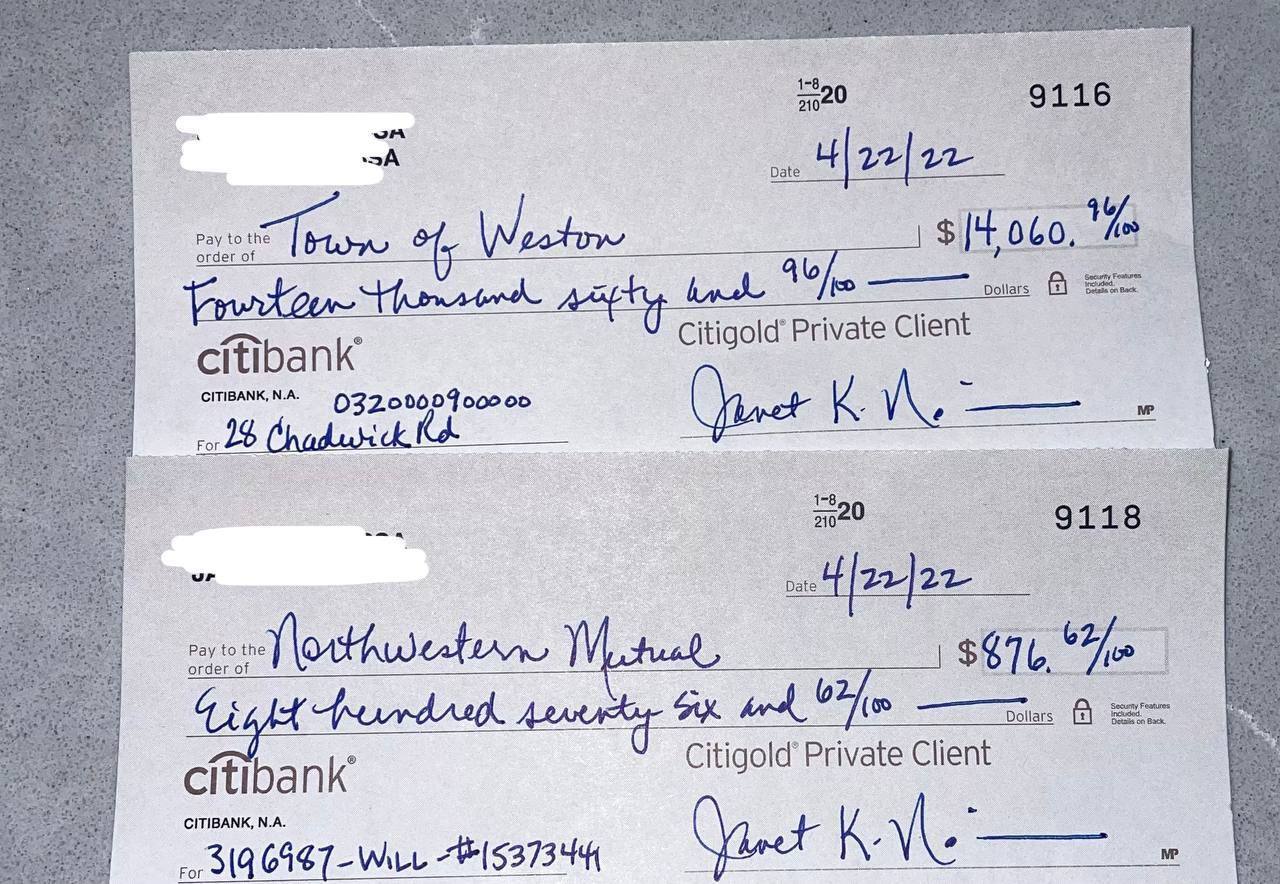 1-8
210 20
9116
Date 4/22/22
Pay to the order of Town of Weston $ 14,060. 96/100
Fourteen thousand sixty and 96/100 Dollars
Security Features Included. Details on Back.
citibank®
Citigold® Private Client
CITIBANK, N.A.
0320000900000
For 28 Chadwick Rd
Janet K. N.
MP
1-8
210 20
9118
Date 4/22/22
Pay to the order of Northwestern Mutual $ 876. 62/100
Eight hundred seventy six and 62/100 Dollars
Security Features Included. Details on Back.
citibank®
Citigold® Private Client
CITIBANK, N.A.
For 3196987-WILL-#15373441
Janet K. N.
MP